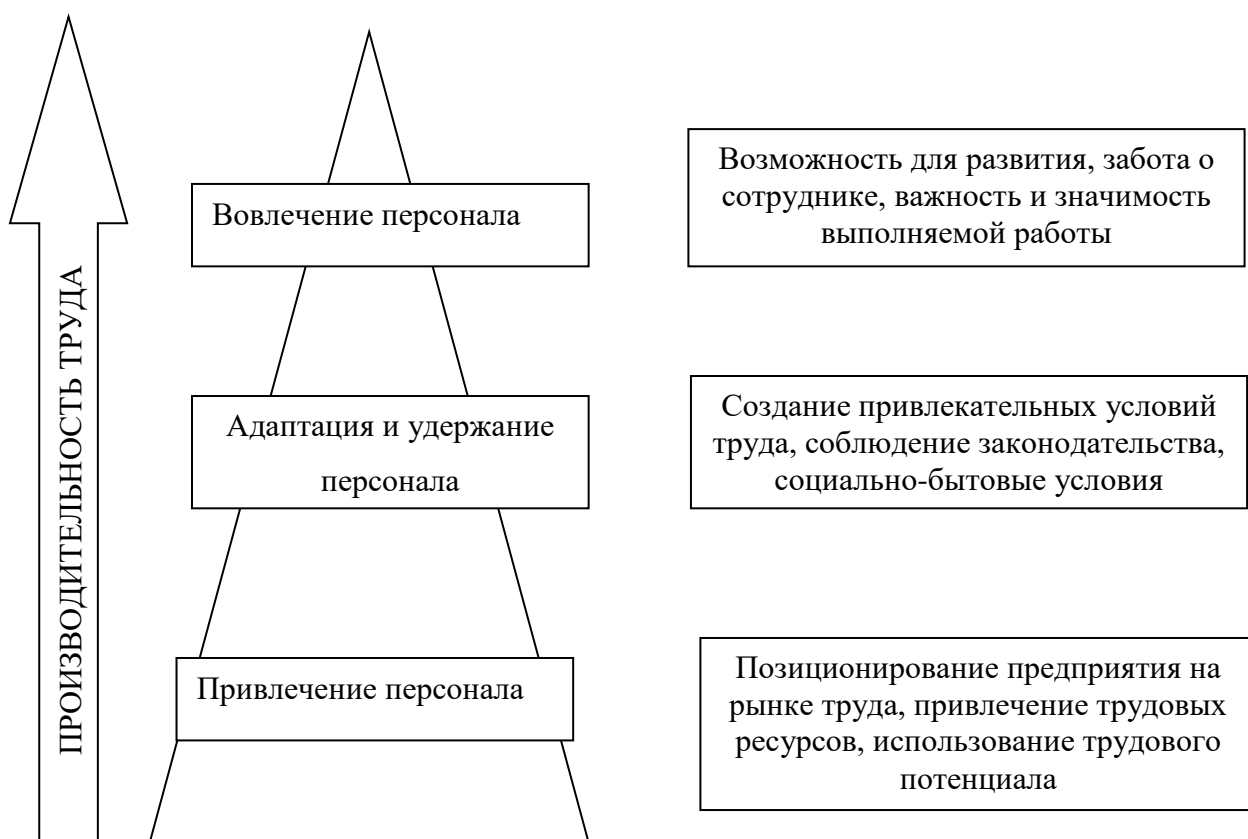 ПРОИЗВОДИТЕЛЬНОСТЬ ТРУДА
Вовлечение персонала
Возможность для развития, забота о
сотруднике, важность и значимость
выполняемой работы
Адаптация и удержание
персонала
Создание привлекательных условий
труда, соблюдение законодательства,
социально-бытовые условия
Привлечение персонала
Позиционирование предприятия на
рынке труда, привлечение трудовых
ресурсов, использование трудового
потенциала